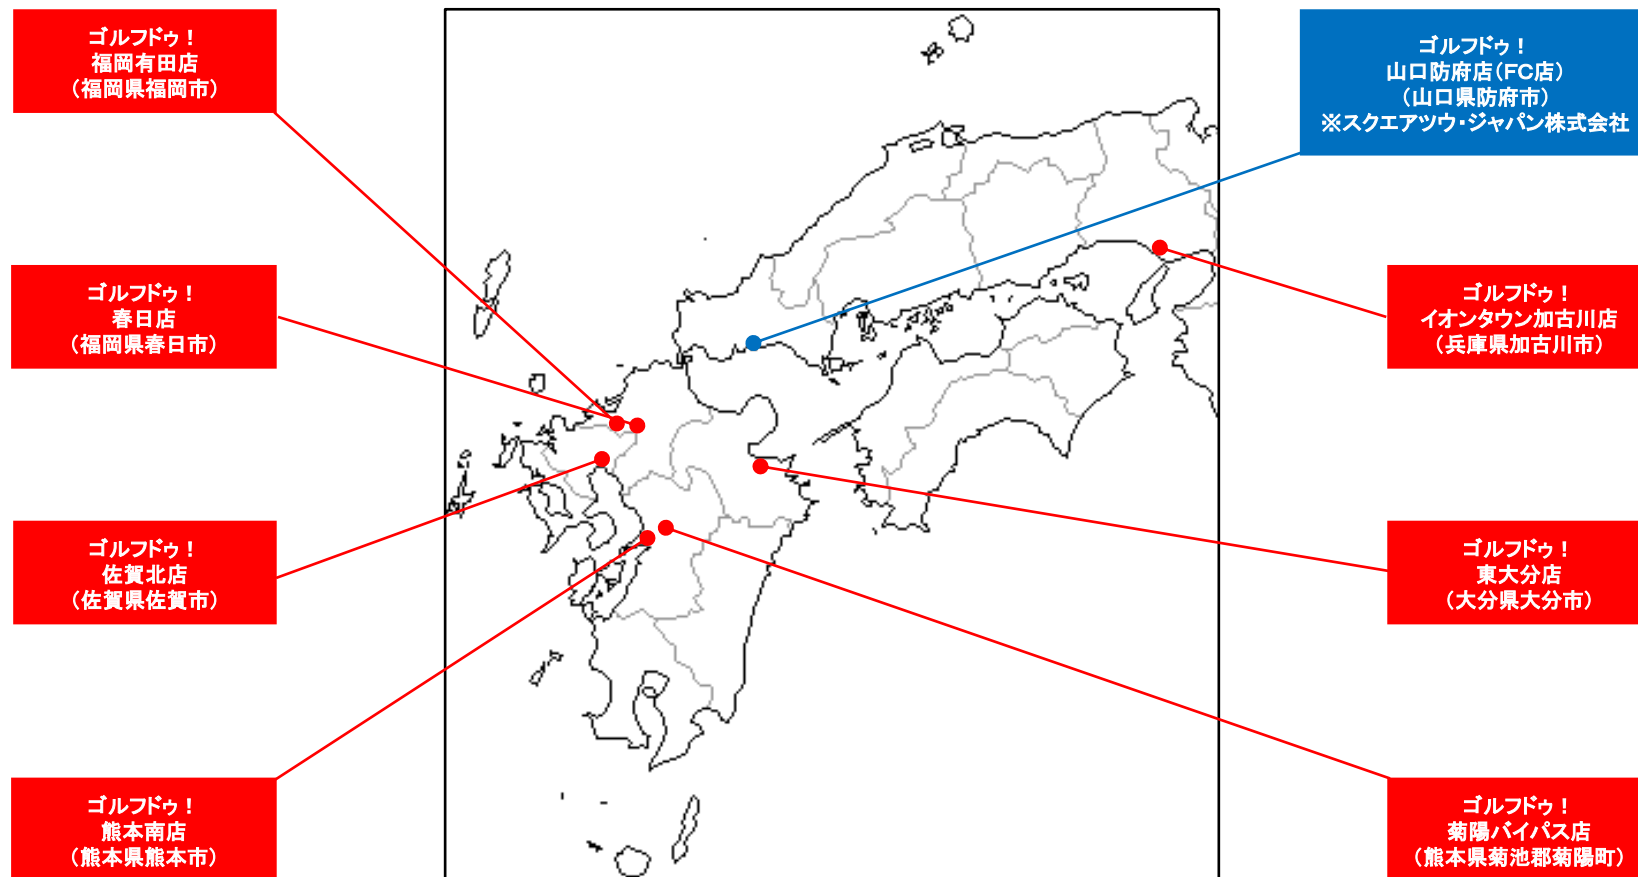 ゴルフドゥ！
福岡有田店
（福岡県福岡市）
ゴルフドゥ！
山口防府店（FC店）
（山口県防府市）
※スクエアツウ・ジャパン株式会社
ゴルフドゥ！
春日店
（福岡県春日市）
ゴルフドゥ！
イオンタウン加古川店
（兵庫県加古川市）
ゴルフドゥ！
佐賀北店
（佐賀県佐賀市）
ゴルフドゥ！
東大分店
（大分県大分市）
ゴルフドゥ！
熊本南店
（熊本県熊本市）
ゴルフドゥ！
菊陽バイパス店
（熊本県菊池郡菊陽町）